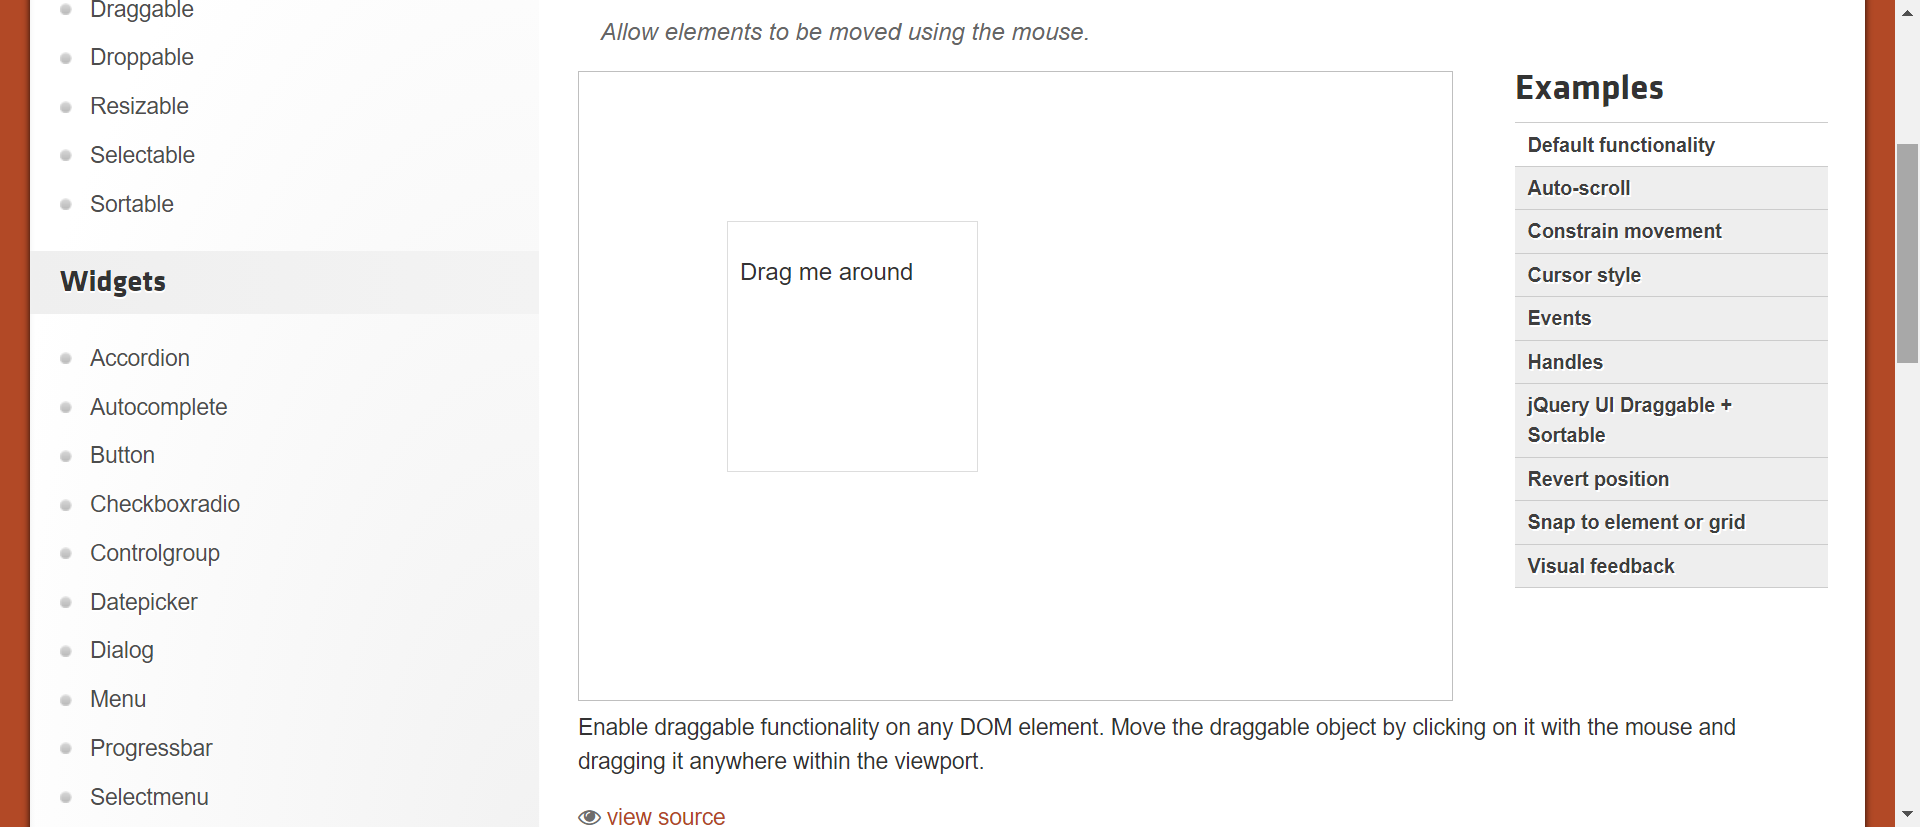 Draggable
Droppable
Resizable
Selectable
Sortable
Widgets
Accordion
Autocomplete
Button
Checkboxradio
Controlgroup
Datepicker
Dialog
Menu
Progressbar
Selectmenu
Allow elements to be moved using the mouse.
Drag me around
Enable draggable functionality on any DOM element. Move the draggable object by clicking on it with the mouse and
dragging it anywhere within the viewport.
view source
Examples
Default functionality
Auto-scroll
Constrain movement
Cursor style
Events
Handles
jQuery UI Draggable +
Sortable
Revert position
Snap to element or grid
Visual feedback